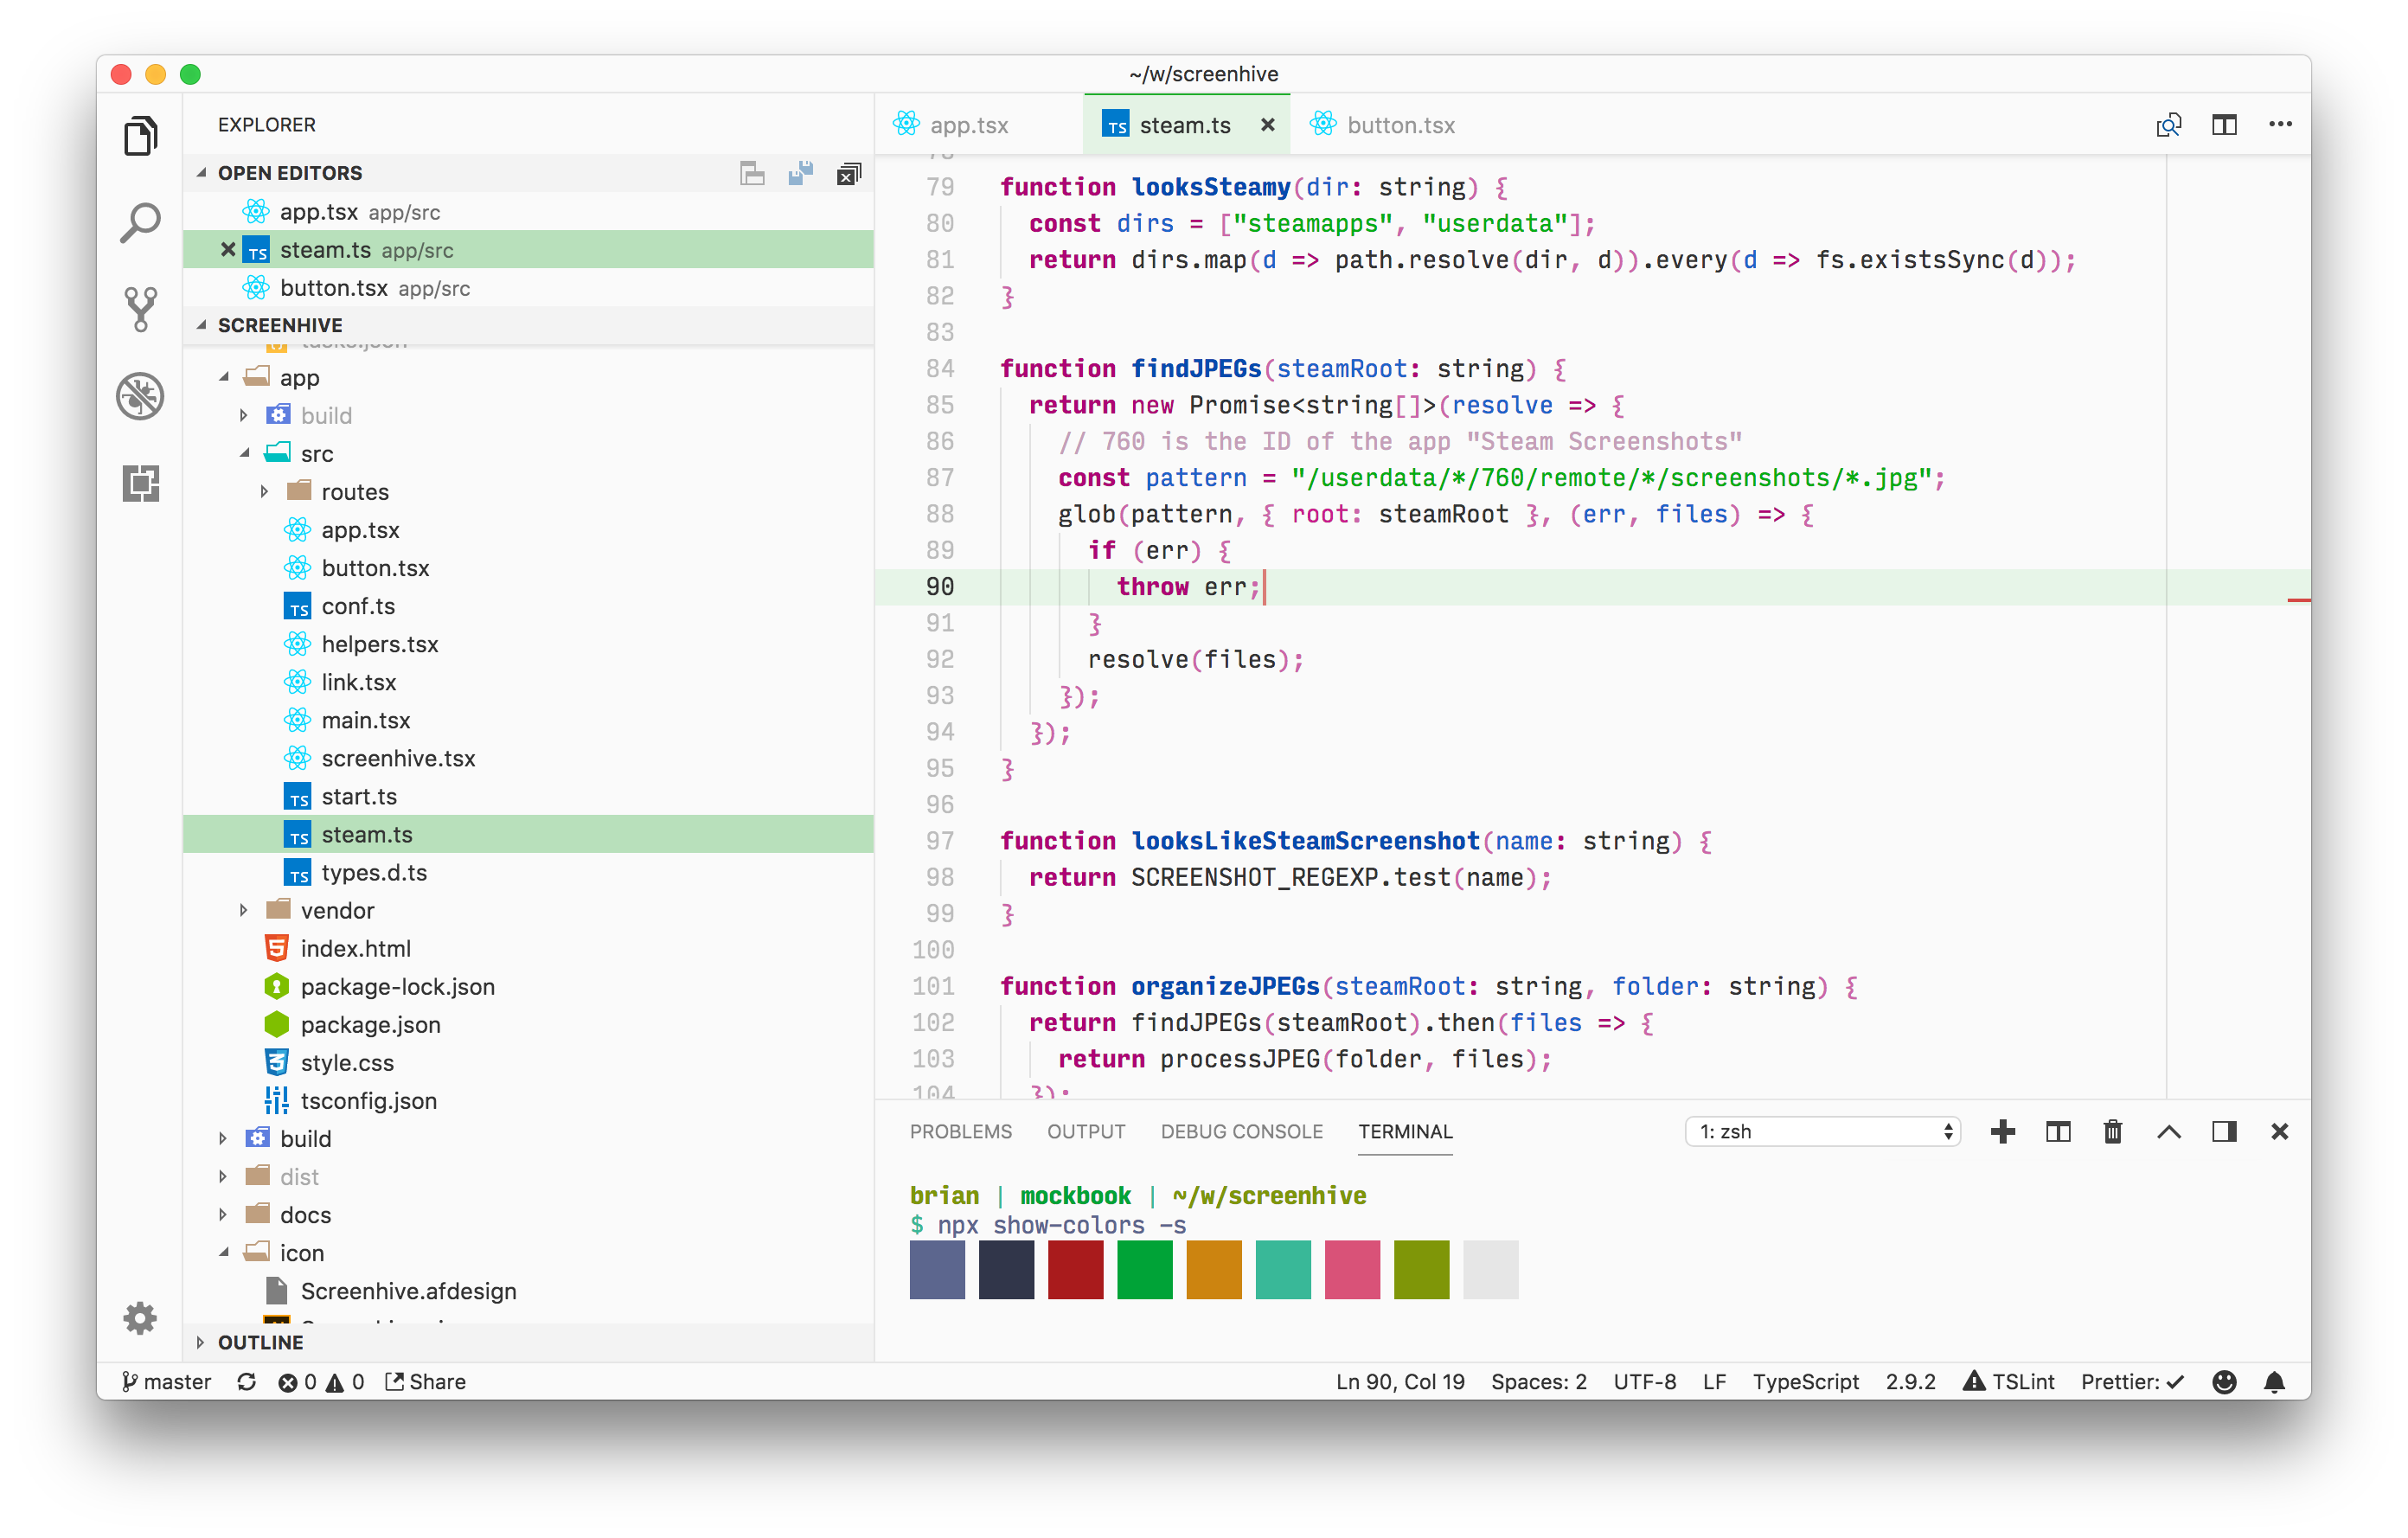 ~/w/screenhive
EXPLORER
OPEN EDITORS
app.tsx app/src
steam.ts app/src
button.tsx app/src
SCREENHIVE
tasks.json
app
build
src
routes
app.tsx
button.tsx
conf.ts
helpers.tsx
link.tsx
main.tsx
screenhive.tsx
start.ts
steam.ts
types.d.ts
vendor
index.html
package-lock.json
package.json
style.css
tsconfig.json
build
dist
docs
icon
Screenhive.afdesign
OUTLINE
app.tsx
steam.ts
button.tsx
79 function looksSteamy(dir: string) {
80 const dirs = ["steamapps", "userdata"];
81 return dirs.map(d => path.resolve(dir, d)).every(d => fs.existsSync(d));
82 }
83
84 function findJPEGs(steamRoot: string) {
85 return new Promise<string[]>(resolve => {
86 // 760 is the ID of the app "Steam Screenshots"
87 const pattern = "/userdata/*/760/remote/*/screenshots/*.jpg";
88 glob(pattern, { root: steamRoot }, (err, files) => {
89 if (err) {
90 throw err;
91 }
92 resolve(files);
93 });
94 });
95 }
96
97 function looksLikeSteamScreenshot(name: string) {
98 return SCREENSHOT_REGEXP.test(name);
99 }
100
101 function organizeJPEGs(steamRoot: string, folder: string) {
102 return findJPEGs(steamRoot).then(files => {
103 return processJPEG(folder, files);
104 });
PROBLEMS OUTPUT DEBUG CONSOLE TERMINAL 1: zsh
brian | mockbook | ~/w/screenhive
$ npx show-colors -s
master 0 0 Share Ln 90, Col 19 Spaces: 2 UTF-8 LF TypeScript 2.9.2 TSLint Prettier: ✓